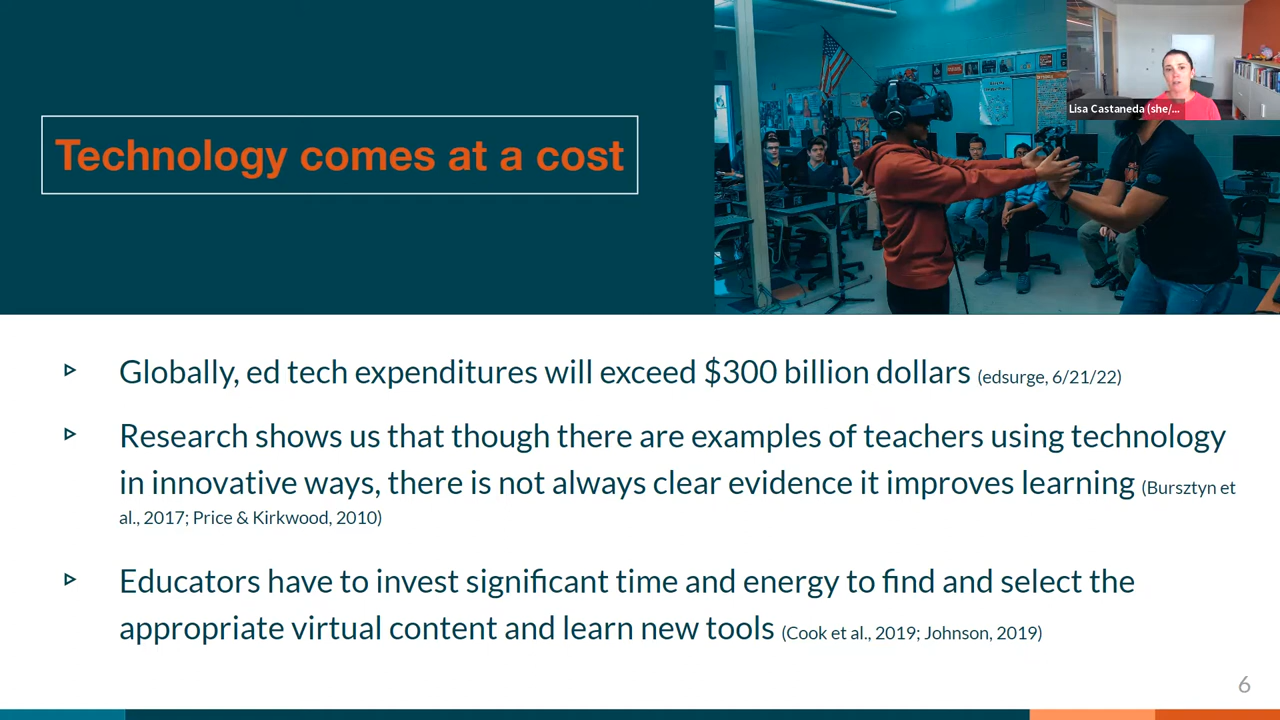 Technology comes at a cost
Lisa Castaneda (she/...
Globally, ed tech expenditures will exceed $300 billion dollars (edsurge, 6/21/22)
Research shows us that though there are examples of teachers using technology
in innovative ways, there is not always clear evidence it improves learning (Bursztyn et
al., 2017; Price & Kirkwood, 2010)
Educators have to invest significant time and energy to find and select the
appropriate virtual content and learn new tools (Cook et al., 2019; Johnson, 2019)
6